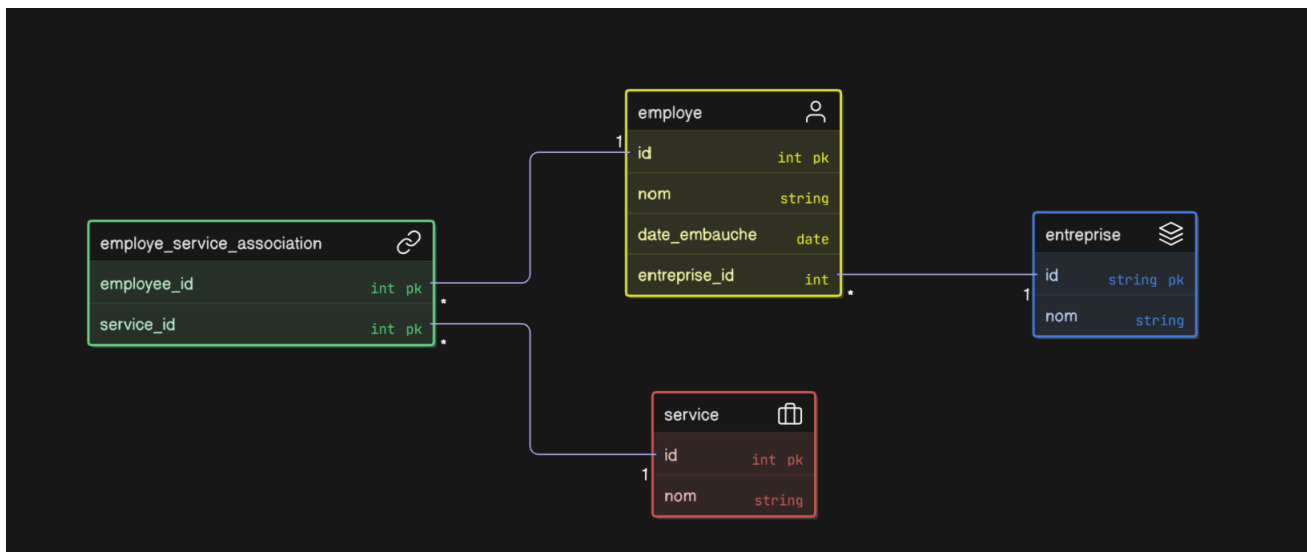 employe
1
id int pk
nom string
date_embauche date
entreprise_id int
*
employe_service_association
employee_id int pk
*
service_id int pk
*
entreprise
1
id string pk
nom string
service
id int pk
1
nom string